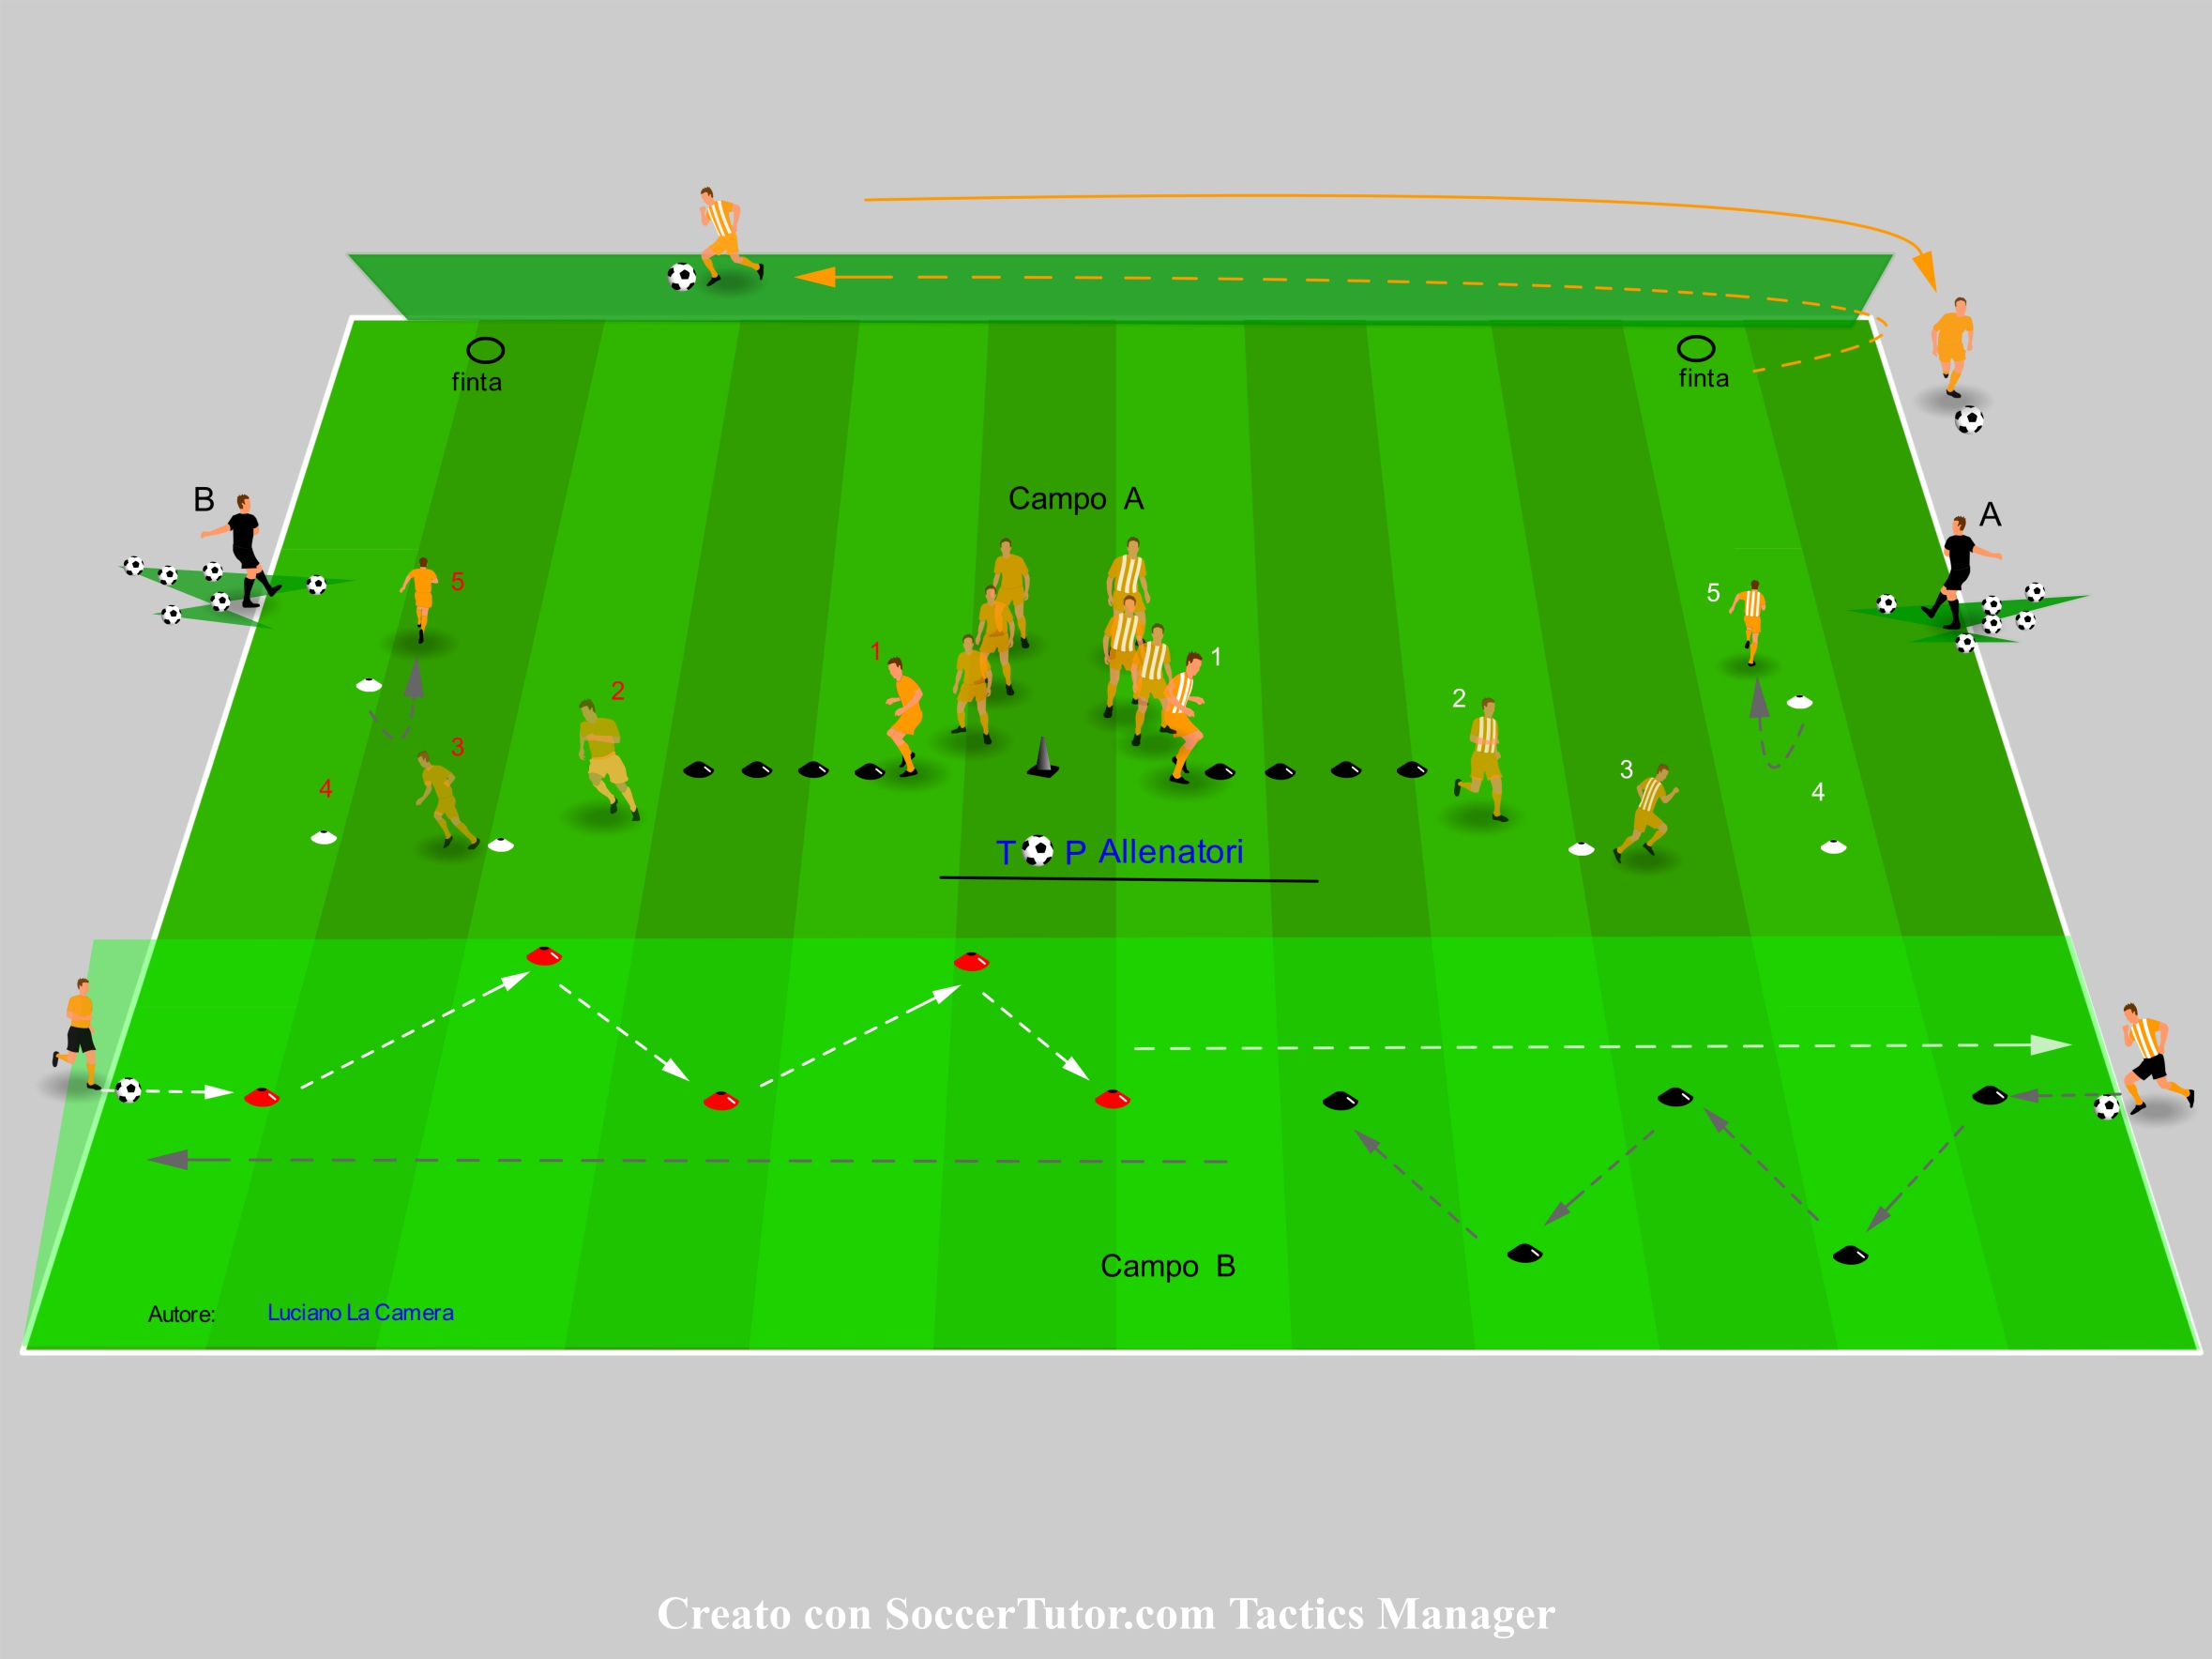 finta
finta
B
Campo A
A
5
5
1
1
2
2
3
3
4
4
T P Allenatori
Campo B
Autore: Luciano La Camera
Creato con SoccerTutor.com Tactics Manager